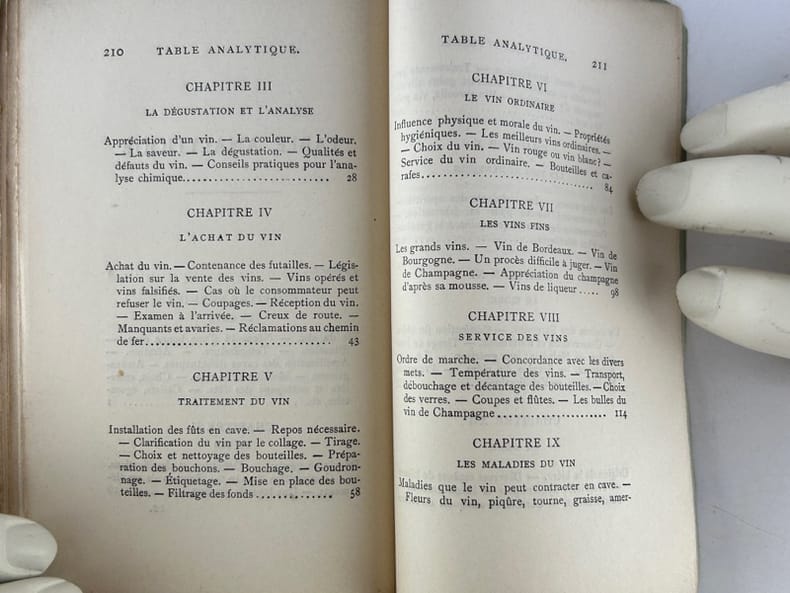 210 TABLE ANALYTIQUE.
CHAPITRE III
LA DÉGUSTATION ET L'ANALYSE
Appréciation d'un vin. — La couleur. — L'odeur.
— La saveur. — La dégustation. — Qualités et
défauts du vin. — Conseils pratiques pour l'ana-
lyse chimique............................ 28
CHAPITRE IV
L'ACHAT DU VIN
Achat du vin. — Contenance des futailles. — Légis-
lation sur la vente des vins. — Vins opérés et
vins falsifiés. — Cas où le consommateur peut
refuser le vin. — Coupages. — Réception du vin.
— Examen à l'arrivée. — Creux de route. —
Manquants et avaries. — Réclamations au chemin
de fer.................................. 43
CHAPITRE V
TRAITEMENT DU VIN
Installation des fûts en cave. — Repos nécessaire.
— Clarification du vin par le collage. — Tirage.
— Choix et nettoyage des bouteilles. — Prépa-
ration des bouchons. — Bouchage. — Goudron-
nage. — Étiquetage. — Mise en place des bou-
teilles. — Filtrage des fonds.............. 58
TABLE ANALYTIQUE. 211
CHAPITRE VI
LE VIN ORDINAIRE
Influence physique et morale du vin. — Propriétés
hygiéniques. — Les meilleurs vins ordinaires. —
— Choix du vin. — Vin rouge ou vin blanc? —
Service du vin ordinaire. — Bouteilles et ca-
rafes................................ 84
CHAPITRE VII
LES VINS FINS
Les grands vins. — Vin de Bordeaux. — Vin de
Bourgogne. — Un procès difficile à juger. — Vin
de Champagne. — Appréciation du champagne
d'après sa mousse. — Vins de liqueur..... 98
CHAPITRE VIII
SERVICE DES VINS
Ordre de marche. — Concordance avec les divers
mets. — Température des vins. — Transport,
débouchage et décantage des bouteilles. — Choix
des verres. — Coupes et flûtes. — Les bulles du
vin de Champagne...................... 114
CHAPITRE IX
LES MALADIES DU VIN
Maladies que le vin peut contracter en cave. —
Fleurs du vin, piqûre, tourne, graisse, amer-